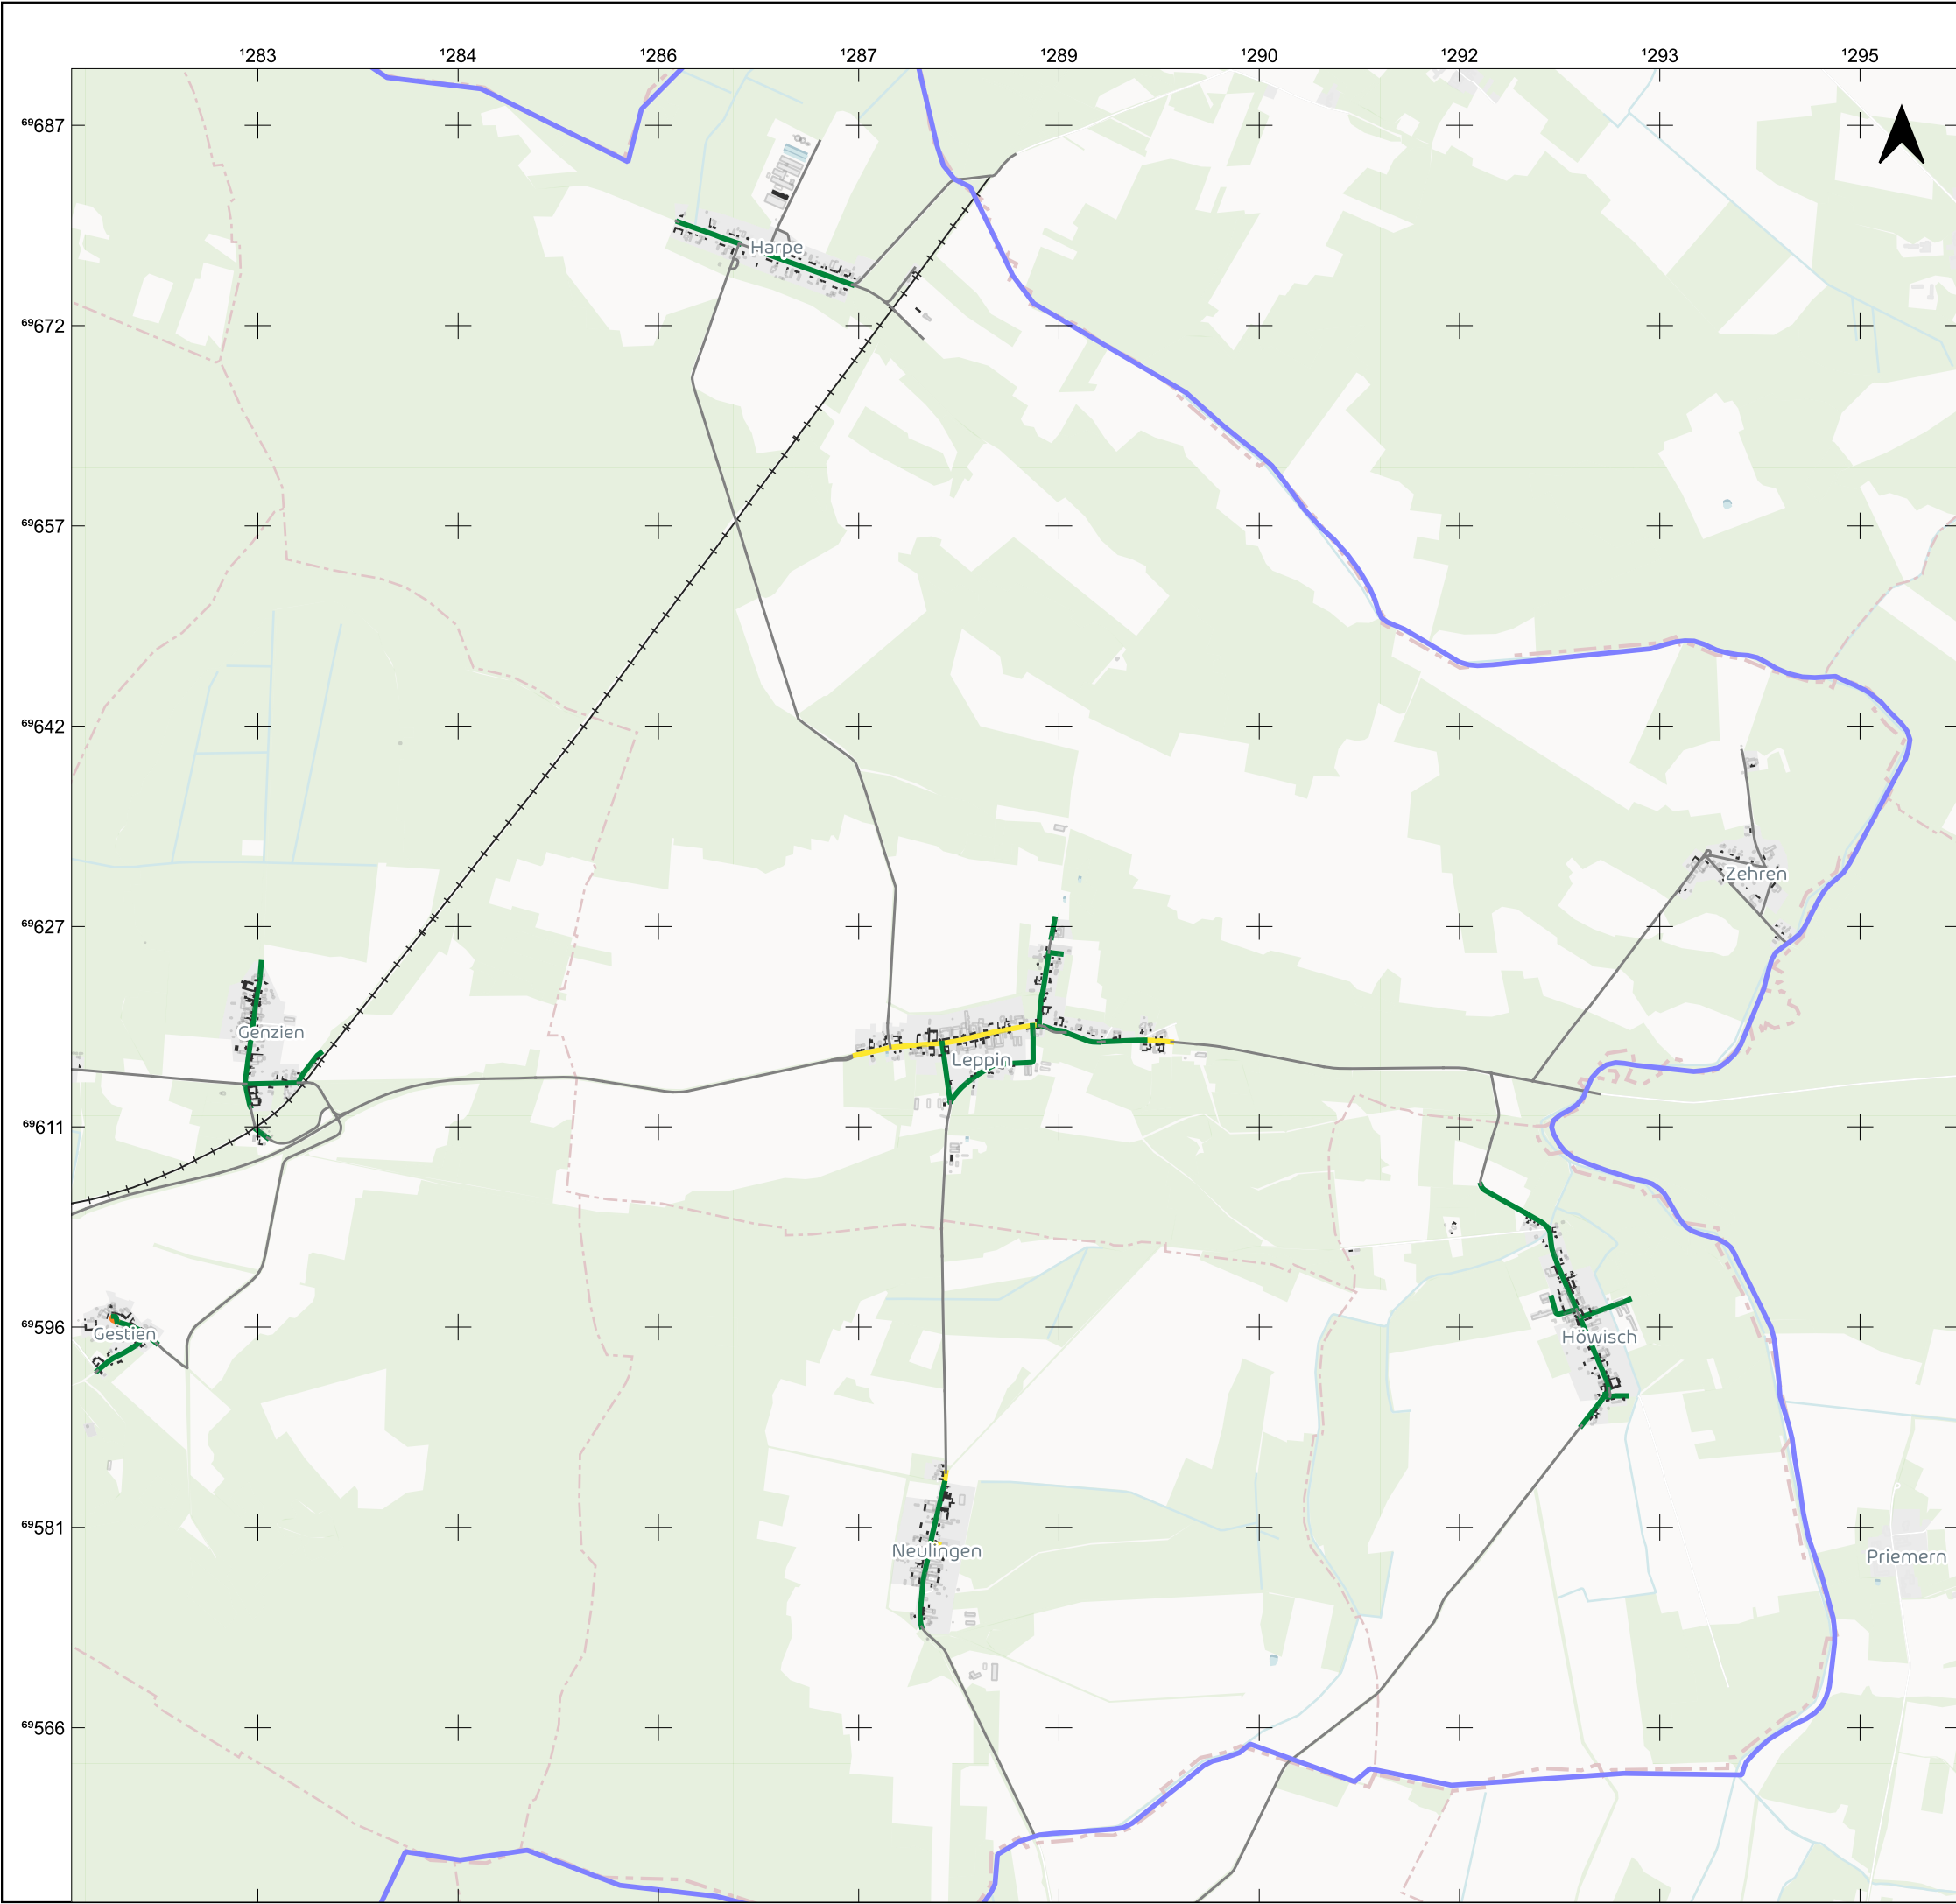 ¹283 ¹284 ¹286 ¹287 ¹289 ¹290 ¹292 ¹293 ¹295
⁶⁹687
Harpe
⁶⁹672
⁶⁹657
⁶⁹642
Zehren
⁶⁹627
Genzien
Leppin
⁶⁹611
⁶⁹596
Gestien
Höwisch
⁶⁹581
Neulingen
Priemern
⁶⁹566